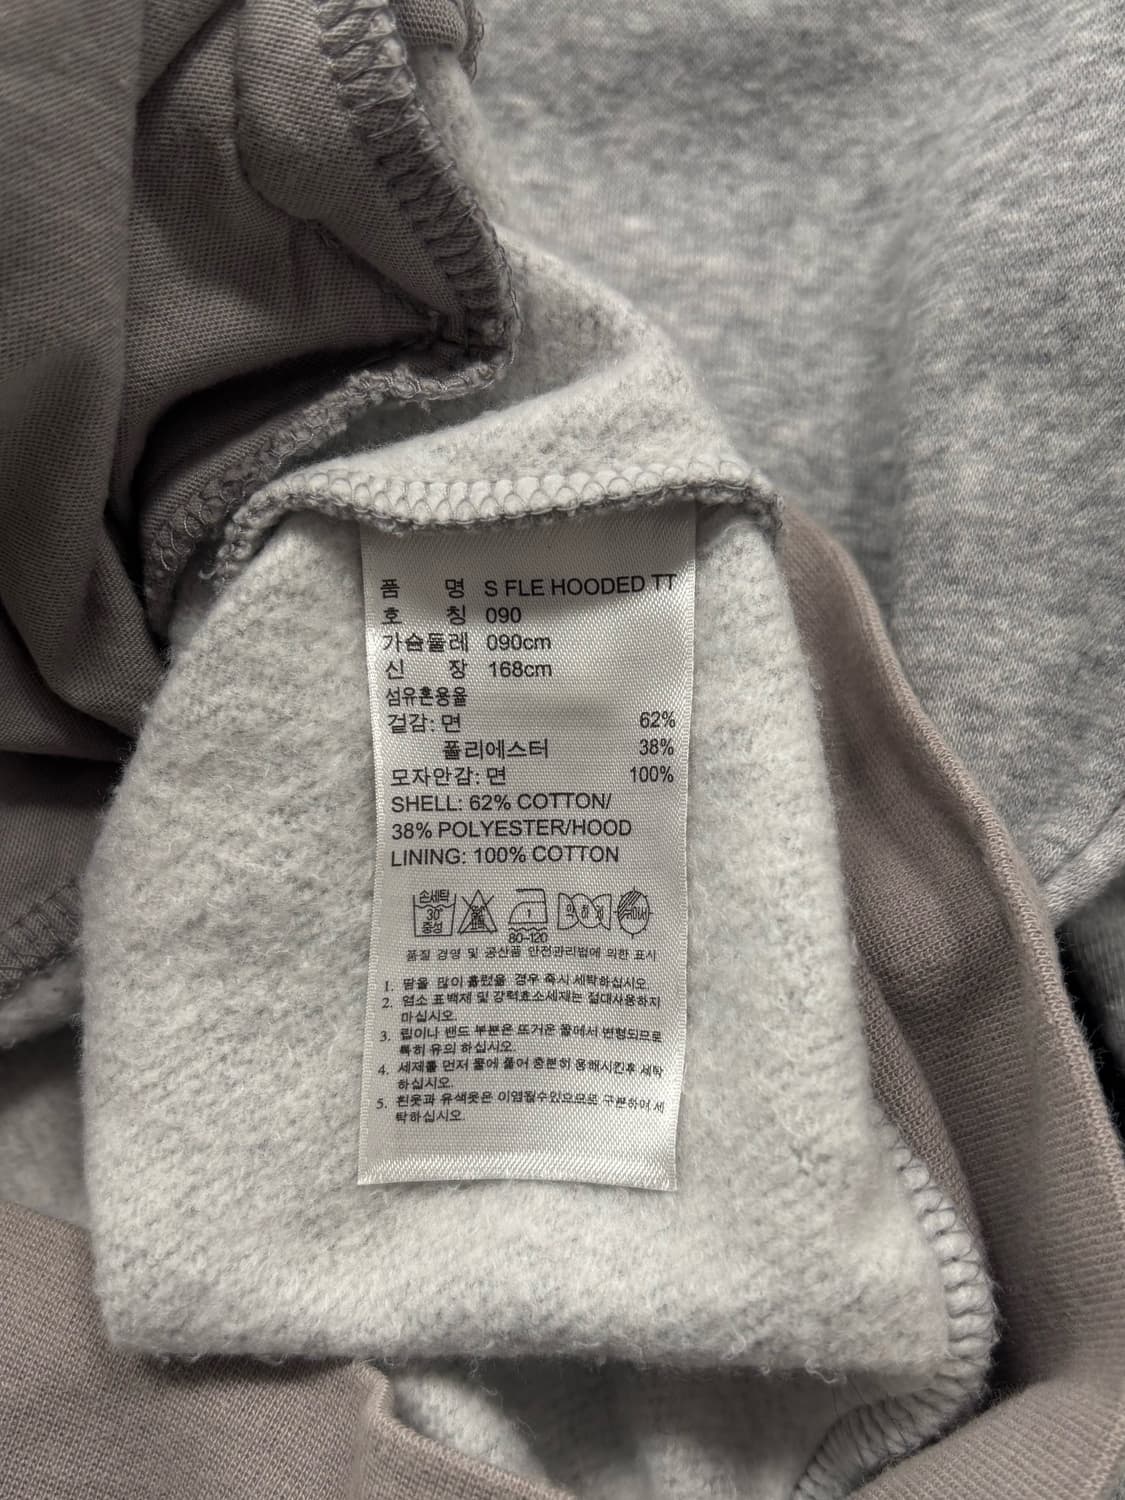 품 명 S FLE HOODED TT
호 칭 090
가슴둘레 090cm
신 장 168cm
섬유혼용율
겉감: 면 62%
폴리에스터 38%
모자안감: 면 100%
SHELL: 62% COTTON/
38% POLYESTER/HOOD
LINING: 100% COTTON
손세탁
30°
중성
80-120
품질 경영 및 공산품 안전관리법에 의한 표시
1. 땀을 많이 흘렸을 경우 즉시 세탁하십시오.
2. 염소 표백제 및 강력효소세제는 절대사용하지
마십시오.
3. 립이나 밴드 부분은 뜨거운 물에서 변형되므로
특히 유의 하십시오.
4. 세제를 먼저 물에 풀어 충분히 용해시킨후 세탁
하십시오.
5. 흰옷과 유색옷은 이염될수있으므로 구분하여 세
탁하십시오.